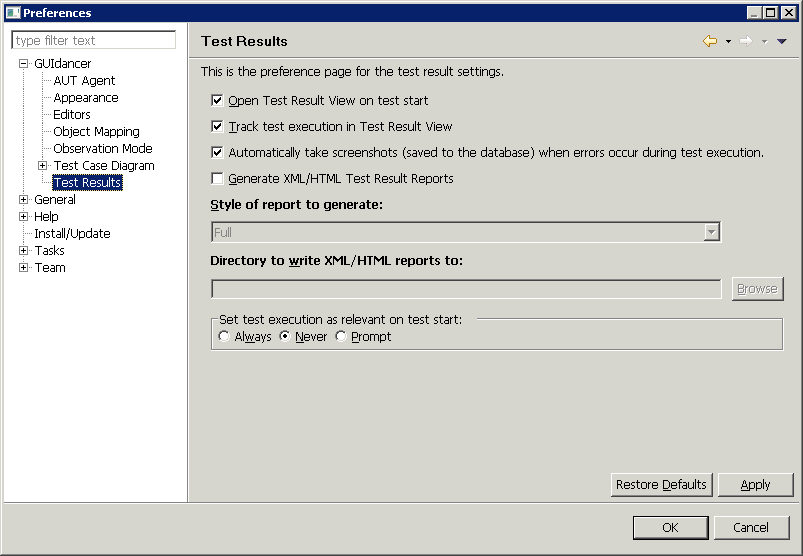 Preferences
type filter text
GUIdancer
AUT Agent
Appearance
Editors
Object Mapping
Observation Mode
Test Case Diagram
Test Results
General
Help
Install/Update
Tasks
Team
Test Results
This is the preference page for the test result settings.
Open Test Result View on test start
Track test execution in Test Result View
Automatically take screenshots (saved to the database) when errors occur during test execution.
Generate XML/HTML Test Result Reports
Style of report to generate:
Full
Directory to write XML/HTML reports to:
Browse
Set test execution as relevant on test start:
Always Never Prompt
Restore Defaults Apply
OK Cancel